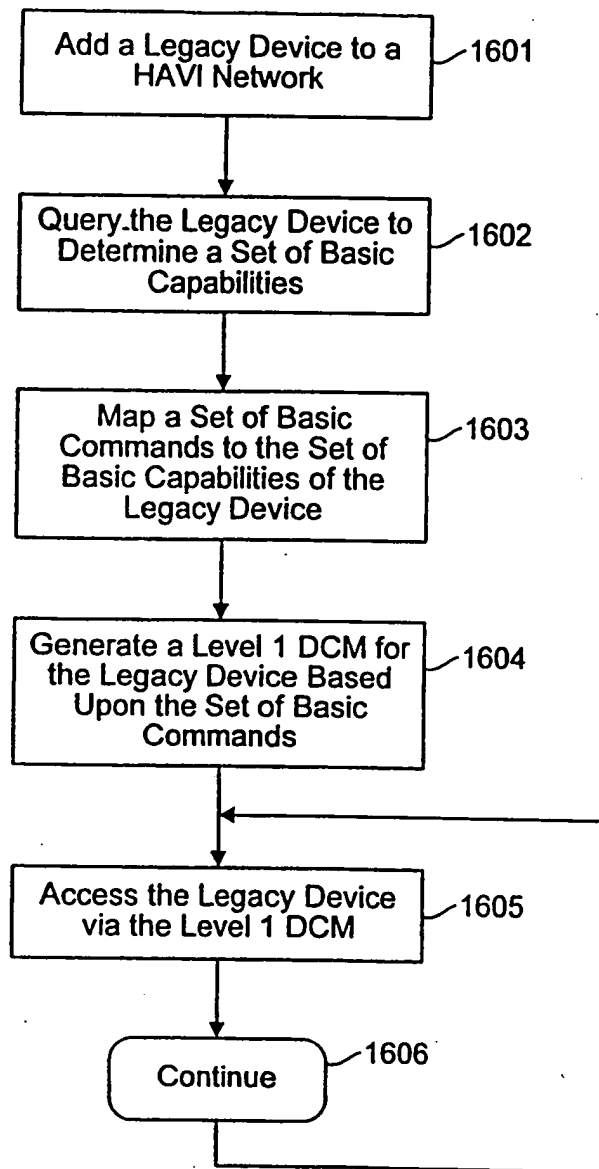 Add a Legacy Device to a
HAVI Network
1601
Query the Legacy Device to
Determine a Set of Basic
Capabilities
1602
Map a Set of Basic
Commands to the Set of
Basic Capabilities of the
Legacy Device
1603
Generate a Level 1 DCM for
the Legacy Device Based
Upon the Set of Basic
Commands
1604
Access the Legacy Device
via the Level 1 DCM
1605
Continue
1606